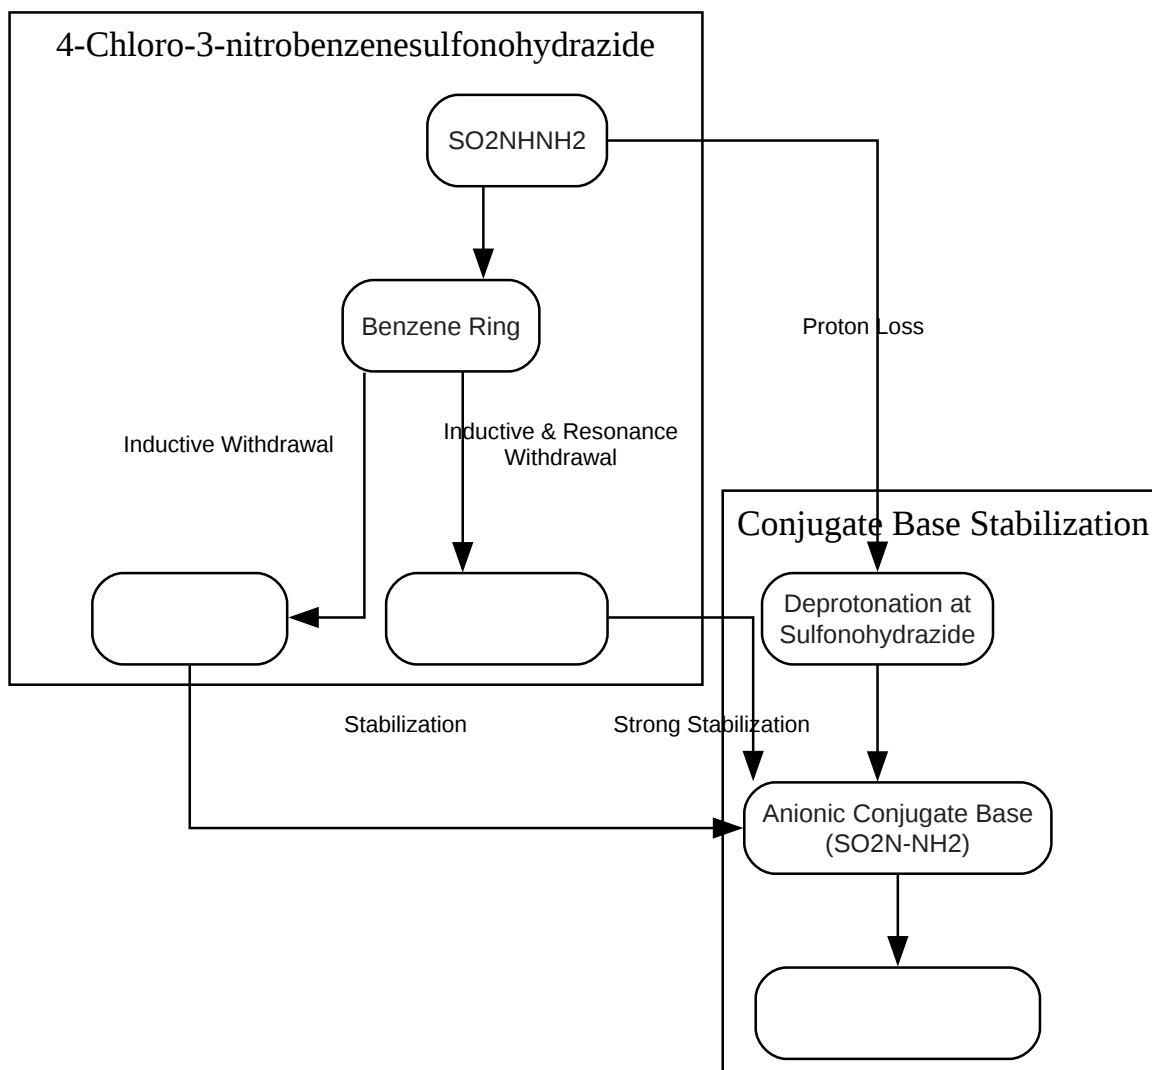 4-Chloro-3-nitrobenzenesulfonohydrazide
SO2NHNH2
Benzene Ring
Proton Loss
Inductive Withdrawal
Inductive & Resonance
Withdrawal
Conjugate Base Stabilization
Deprotonation at
Sulfonohydrazide
Stabilization
Strong Stabilization
Anionic Conjugate Base
(SO2N-NH2)